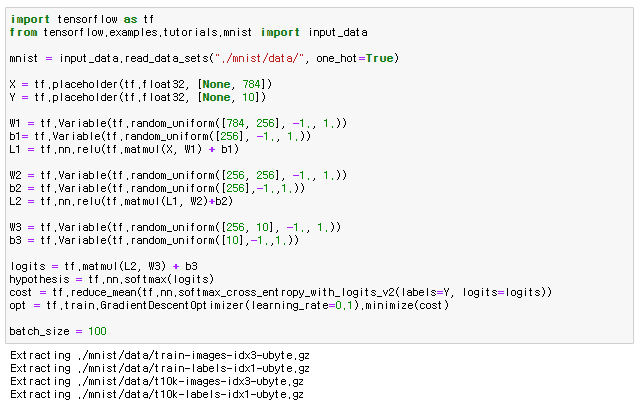 import tensorflow as tf
from tensorflow.examples.tutorials.mnist import input_data
mnist = input_data.read_data_sets("./mnist/data/", one_hot=True)
X = tf.placeholder(tf.float32, [None, 784])
Y = tf.placeholder(tf.float32, [None, 10])
W1 = tf.Variable(tf.random_uniform([784, 256], -1., 1.))
b1= tf.Variable(tf.random_uniform([256], -1., 1.))
L1 = tf.nn.relu(tf.matmul(X, W1) + b1)
W2 = tf.Variable(tf.random_uniform([256, 256], -1., 1.))
b2 = tf.Variable(tf.random_uniform([256],-1.,1.))
L2 = tf.nn.relu(tf.matmul(L1, W2)+b2)
W3 = tf.Variable(tf.random_uniform([256, 10], -1., 1.))
b3 = tf.Variable(tf.random_uniform([10],-1.,1.))
logits = tf.matmul(L2, W3) + b3
hypothesis = tf.nn.softmax(logits)
cost = tf.reduce_mean(tf.nn.softmax_cross_entropy_with_logits_v2(labels=Y, logits=logits))
opt = tf.train.GradientDescentOptimizer(learning_rate=0.1).minimize(cost)
batch_size = 100
Extracting ./mnist/data/train-images-idx3-ubyte.gz
Extracting ./mnist/data/train-labels-idx1-ubyte.gz
Extracting ./mnist/data/t10k-images-idx3-ubyte.gz
Extracting ./mnist/data/t10k-labels-idx1-ubyte.gz